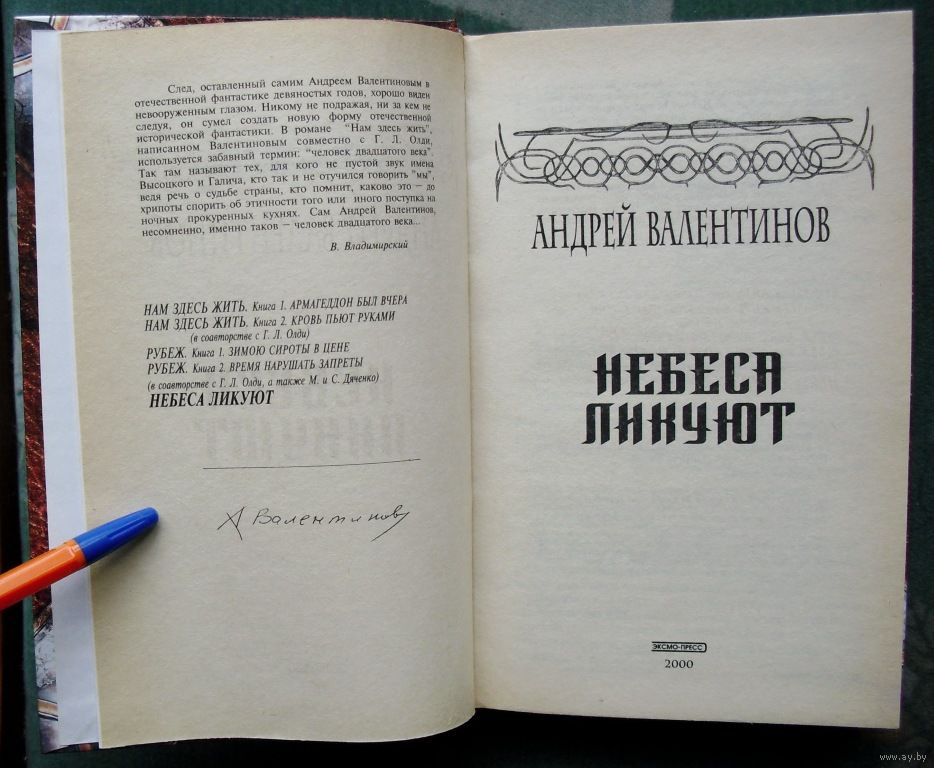 След, оставленный самим Андреем Валентиновым в
отечественной фантастике девяностых годов, хорошо виден
невооруженным глазом. Никому не подражая, ни за кем не
следуя, он сумел создать новую форму отечественной
исторической фантастики. В романе "Нам здесь жить",
написанном Валентиновым совместно с Г. Л. Олди,
используется забавный термин: "человек двадцатого века".
Так там называют тех, для кого не пустой звук имена
Высоцкого и Галича, кто так и не отучился говорить "мы",
ведя речь о судьбе страны, кто помнит, каково это – до
хрипоты спорить об этичности того или иного поступка на
ночных прокуренных кухнях. Сам Андрей Валентинов,
несомненно, именно таков – человек двадцатого века...
В. Владимирский
НАМ ЗДЕСЬ ЖИТЬ. Книга 1. АРМАГЕДДОН БЫЛ ВЧЕРА
НАМ ЗДЕСЬ ЖИТЬ. Книга 2. КРОВЬ ПЬЮТ РУКАМИ
(в соавторстве с Г. Л. Олди)
РУБЕЖ. Книга 1. ЗИМОЮ СИРОТЫ В ЦЕНЕ
РУБЕЖ. Книга 2. ВРЕМЯ НАРУШАТЬ ЗАПРЕТЫ
(в соавторстве с Г. Л. Олди, а также М. и С. Дяченко)
НЕБЕСА ЛИКУЮТ
А Валентинов
АНДРЕЙ ВАЛЕНТИНОВ
НЕБЕСА
ЛИКУЮТ
ЭКСМО-ПРЕСС
2000
www.ay.by